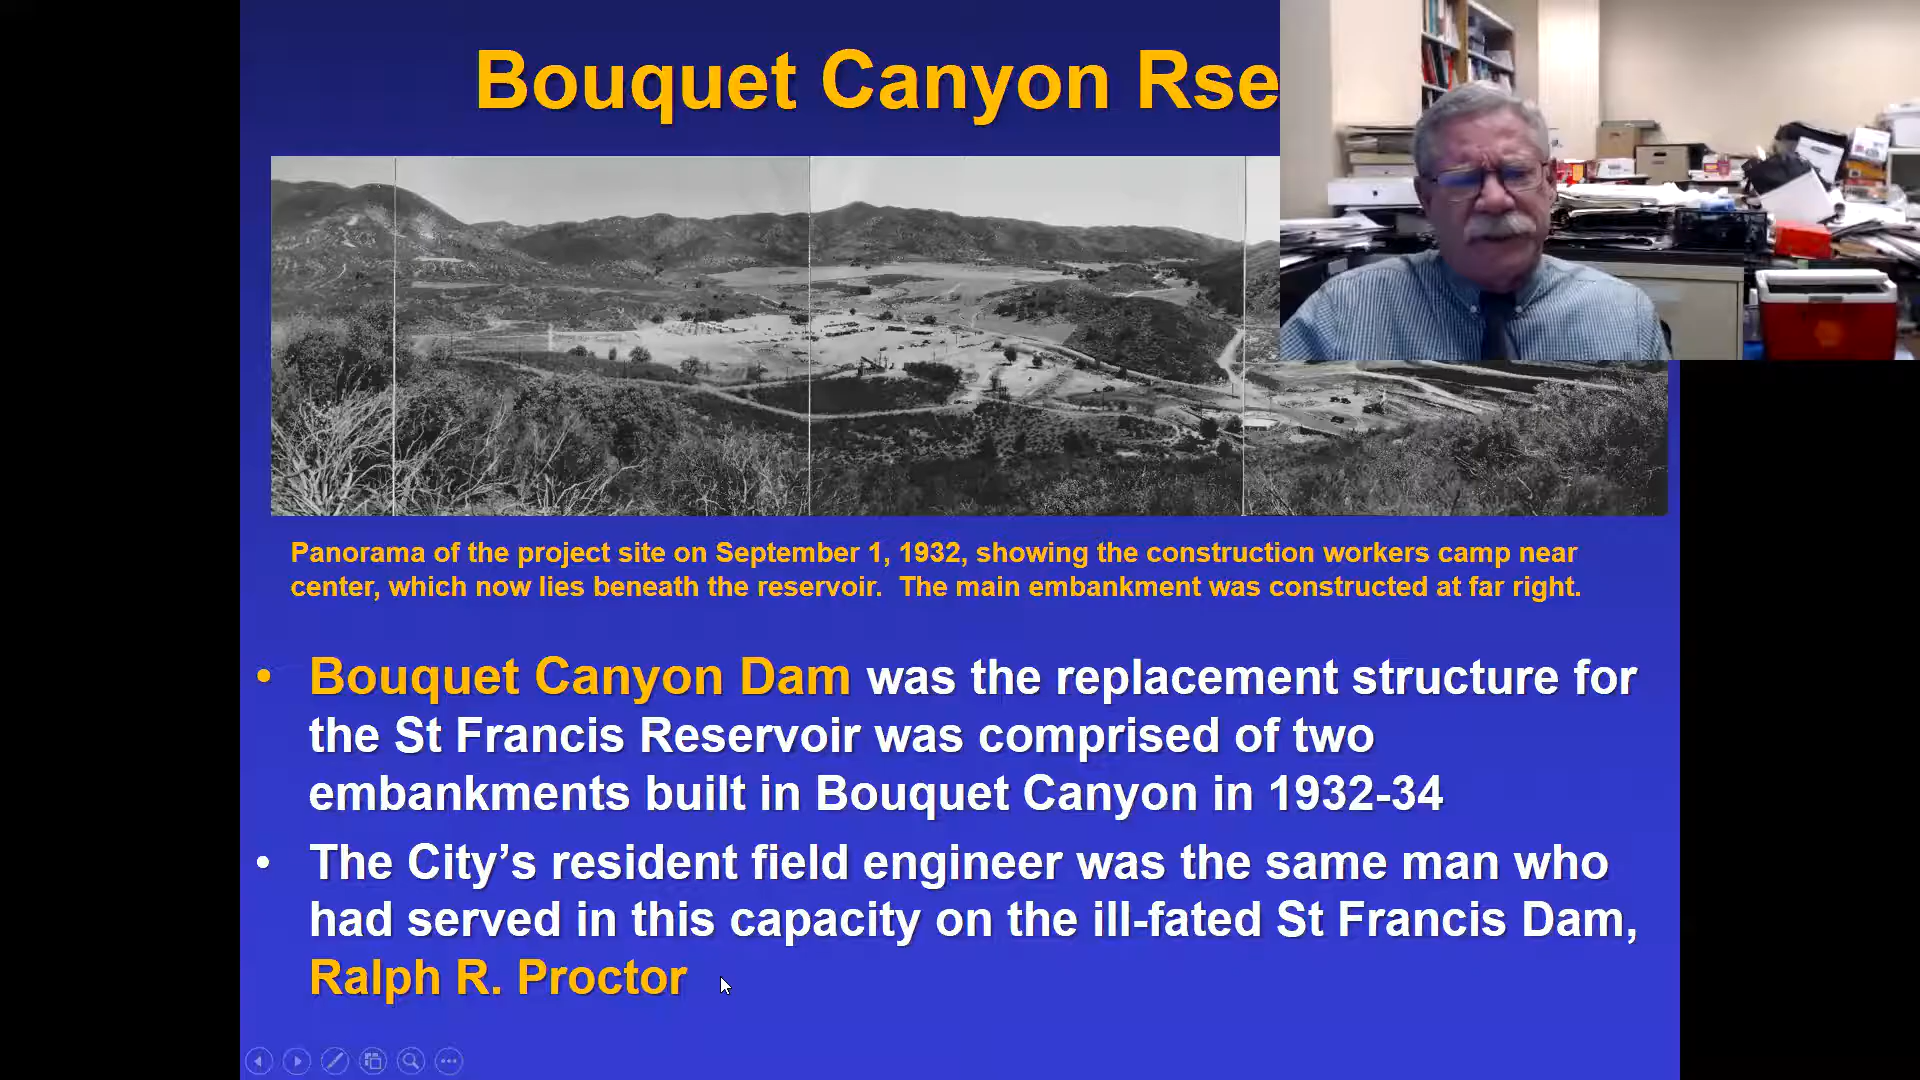 Bouquet Canyon Rse
Panorama of the project site on September 1, 1932, showing the construction workers camp near
center, which now lies beneath the reservoir.  The main embankment was constructed at far right.
• Bouquet Canyon Dam was the replacement structure for
the St Francis Reservoir was comprised of two
embankments built in Bouquet Canyon in 1932-34
• The City’s resident field engineer was the same man who
had served in this capacity on the ill-fated St Francis Dam,
Ralph R. Proctor